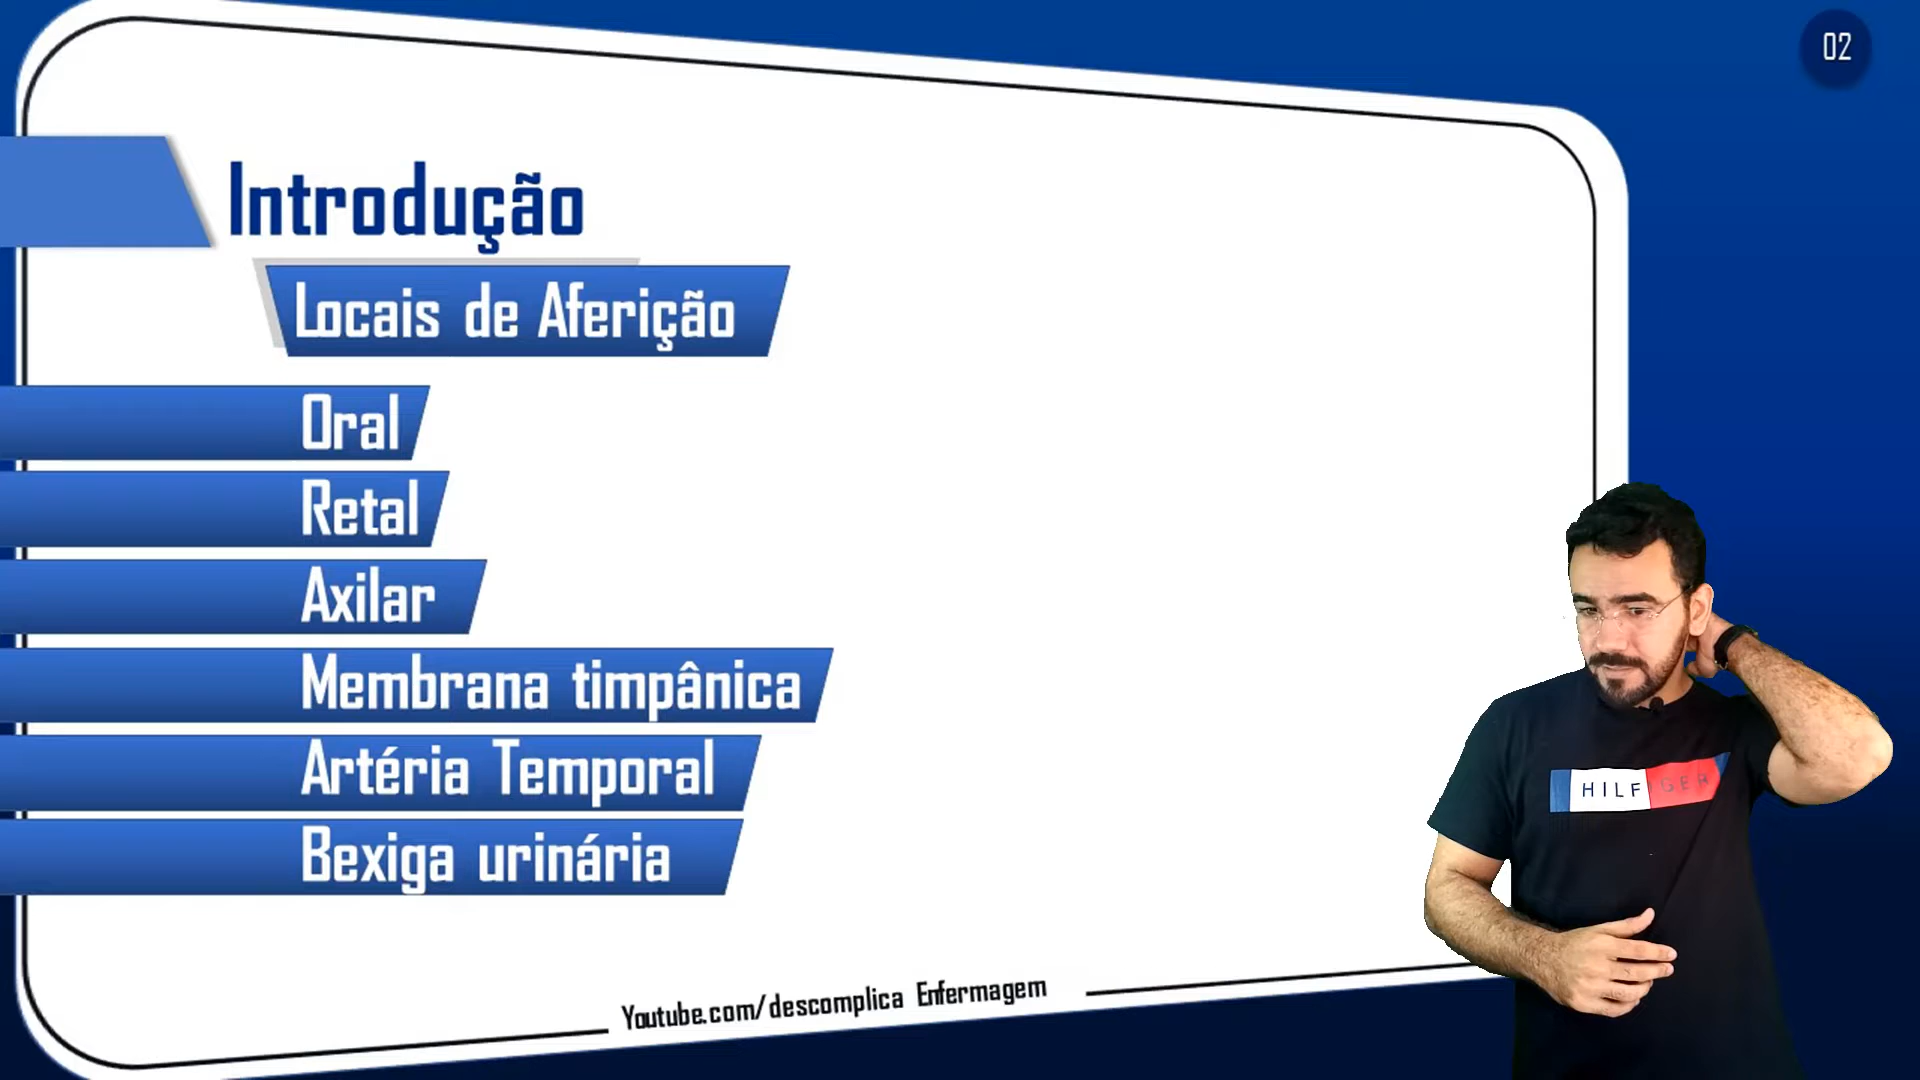 02
Introdução
Locais de Aferição
Oral
Retal
Axilar
Membrana timpânica
Artéria Temporal
Bexiga urinária
Youtube.com/descomplica Enfermagem
HILFIGER